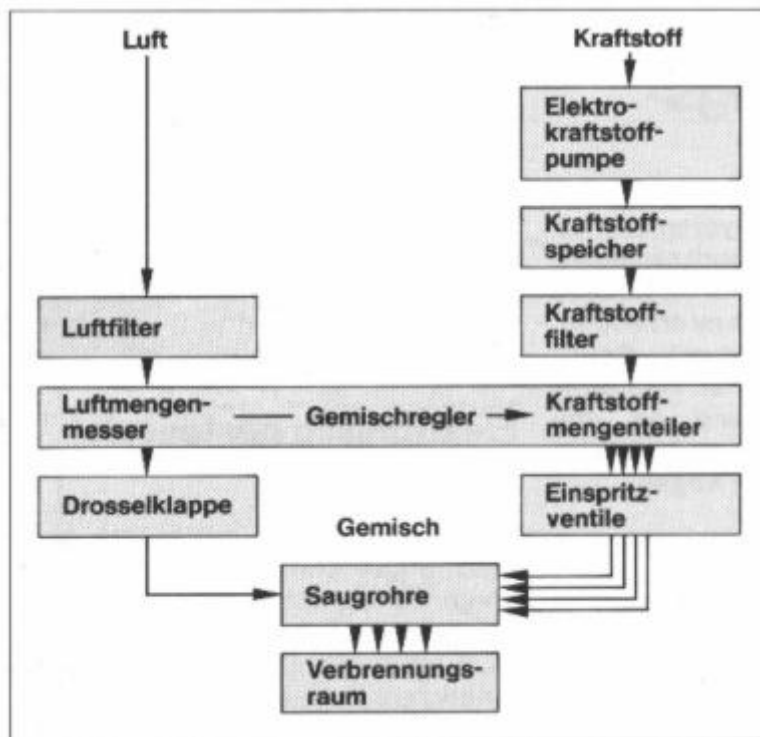 Luft
Kraftstoff
Elektro-
kraftstoff-
pumpe
Kraftstoff-
speicher
Luftfilter
Kraftstoff-
filter
Luftmengen-
messer
Gemischregler
Kraftstoff-
mengenteiler
Drosselklappe
Einspritz-
ventile
Gemisch
Saugrohre
Verbrennungs-
raum